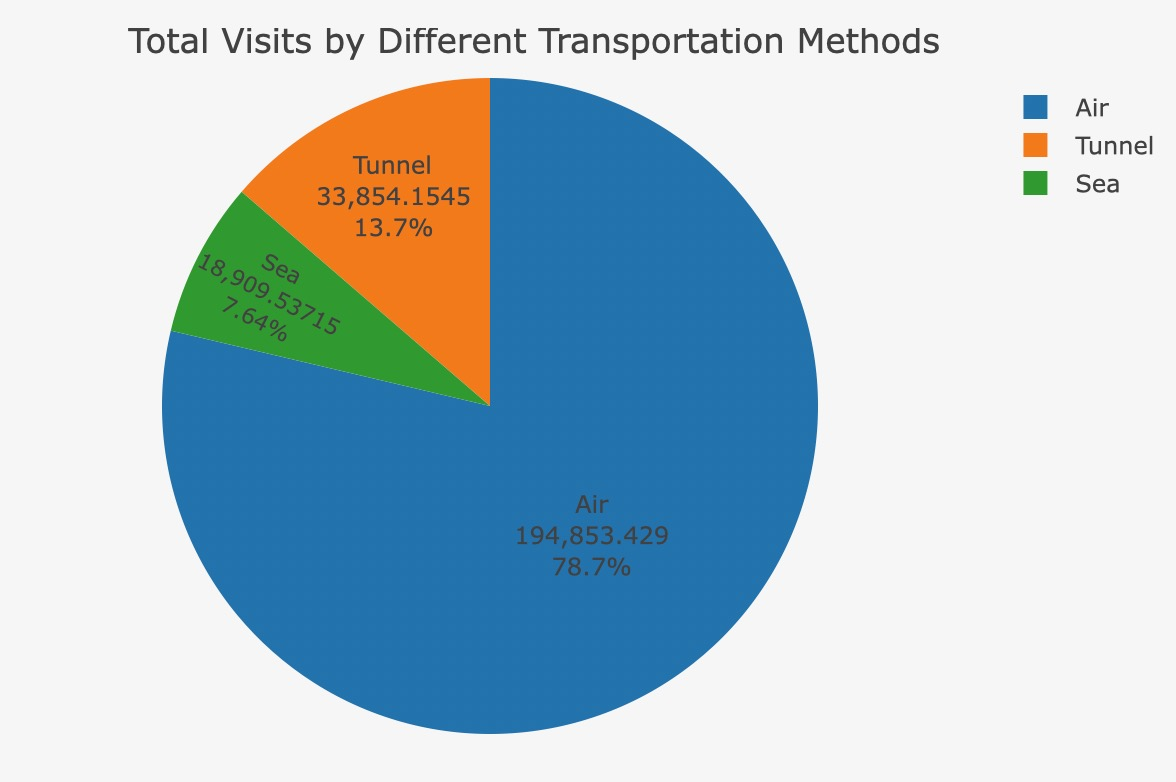 Total Visits by Different Transportation Methods
Air
Tunnel
Sea
Tunnel
33,854.1545
13.7%
Sea
18,909.53715
7.64%
Air
194,853.429
78.7%